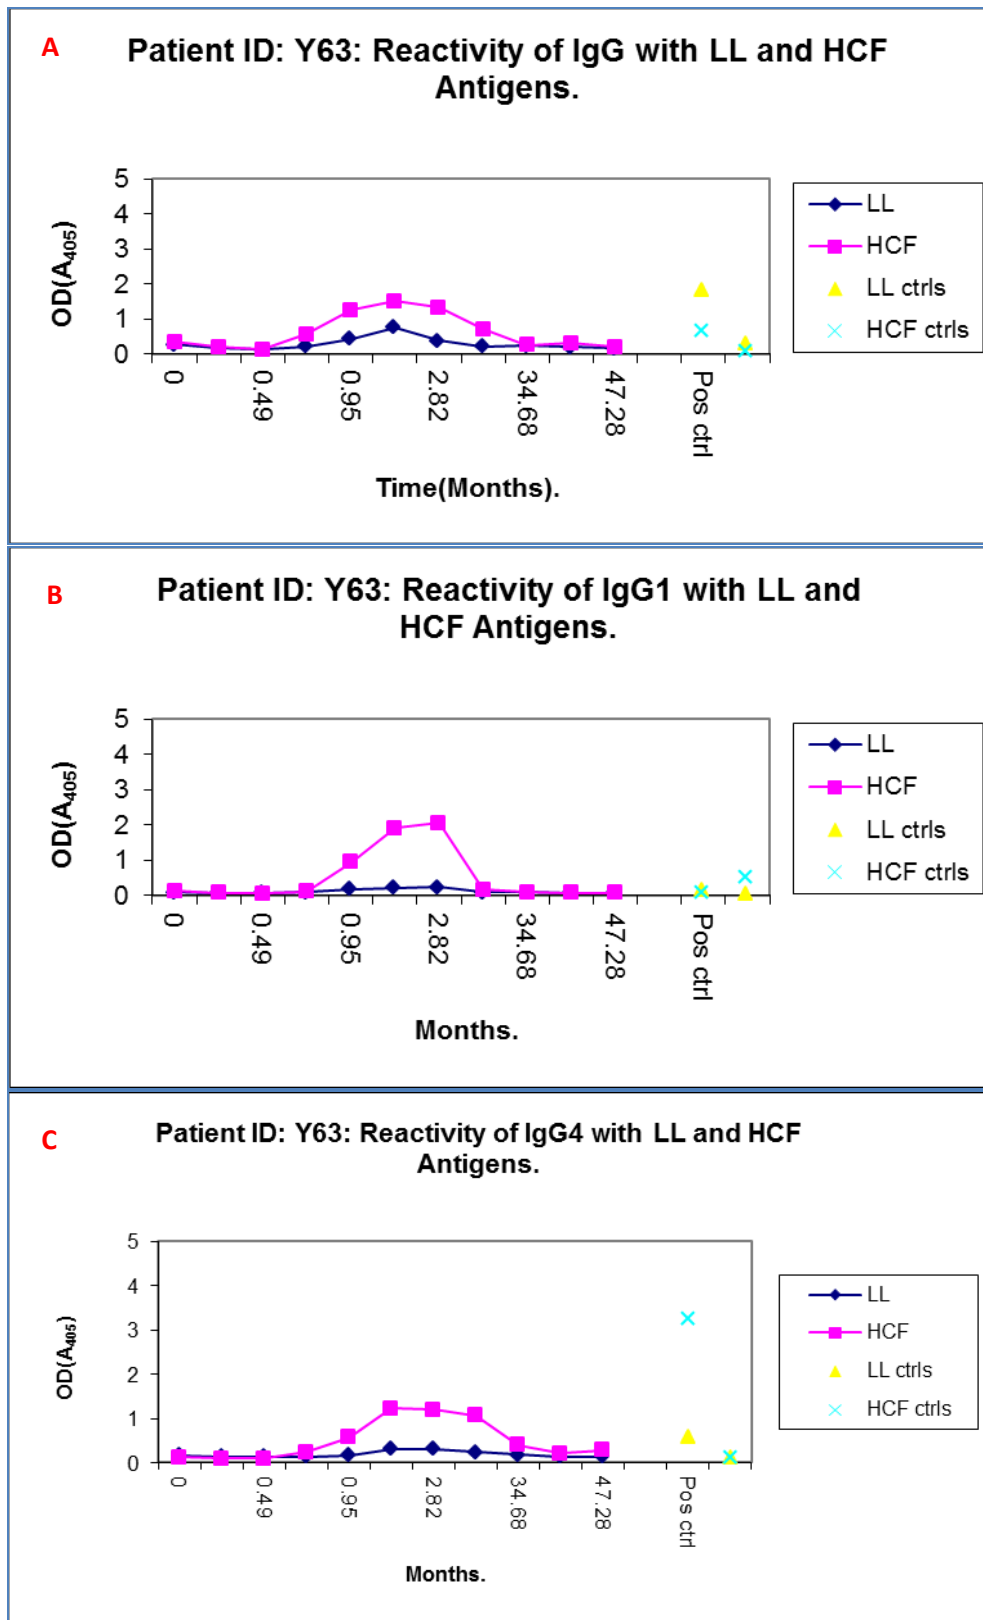 A
Patient ID: Y63: Reactivity of IgG with LL and HCF
Antigens.
5
4
3
2
1
0
OD(A405)
0
0.49
0.95
2.82
34.68
47.28
Pos ctrl
Time(Months).
LL
HCF
LL ctrls
HCF ctrls
B
Patient ID: Y63: Reactivity of IgG1 with LL and
HCF Antigens.
5
4
3
2
1
0
OD(A405)
0
0.49
0.95
2.82
34.68
47.28
Pos ctrl
Months.
LL
HCF
LL ctrls
HCF ctrls
C
Patient ID: Y63: Reactivity of IgG4 with LL and HCF
Antigens.
5
4
3
2
1
0
OD(A405)
0
0.49
0.95
2.82
34.68
47.28
Pos ctrl
Months.
LL
HCF
LL ctrls
HCF ctrls